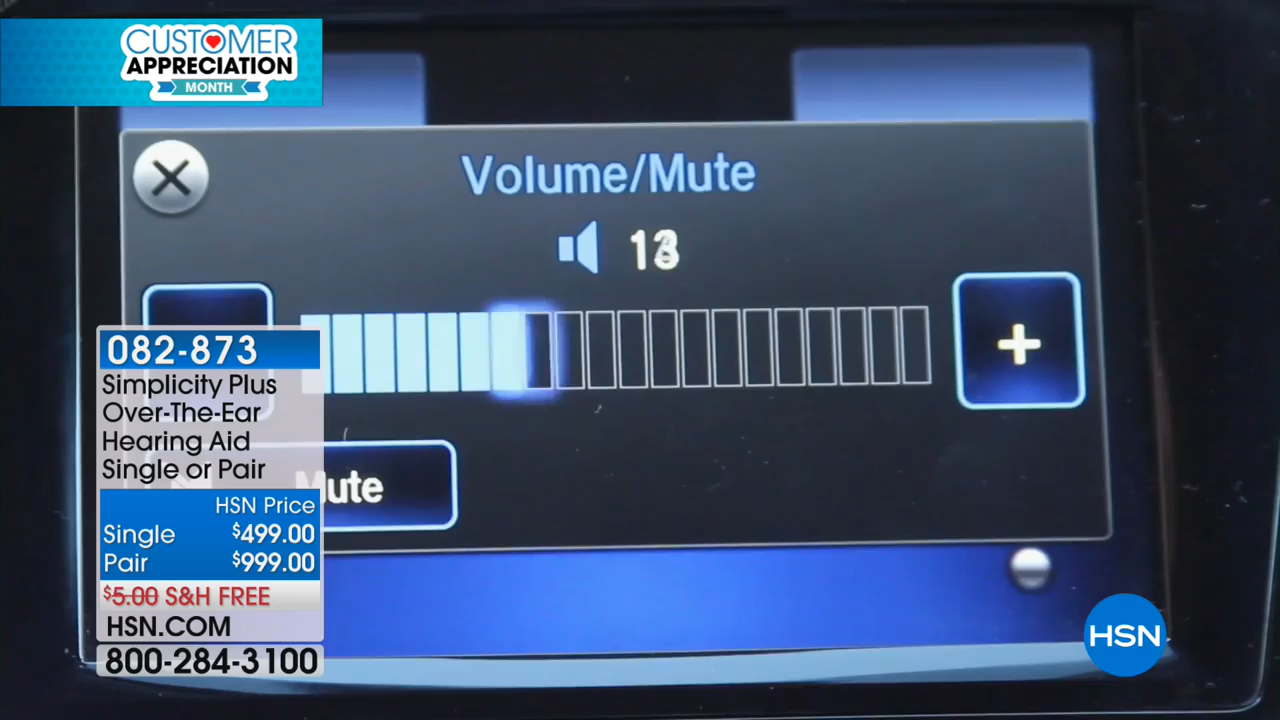 CUSTOMER
APPRECIATION
MONTH
Volume/Mute
+
Mute
082-873
Simplicity Plus
Over-The-Ear
Hearing Aid
Single or Pair
HSN Price
Single $499.00
Pair $999.00
$5.00 S&H FREE
HSN.COM
800-284-3100
HSN